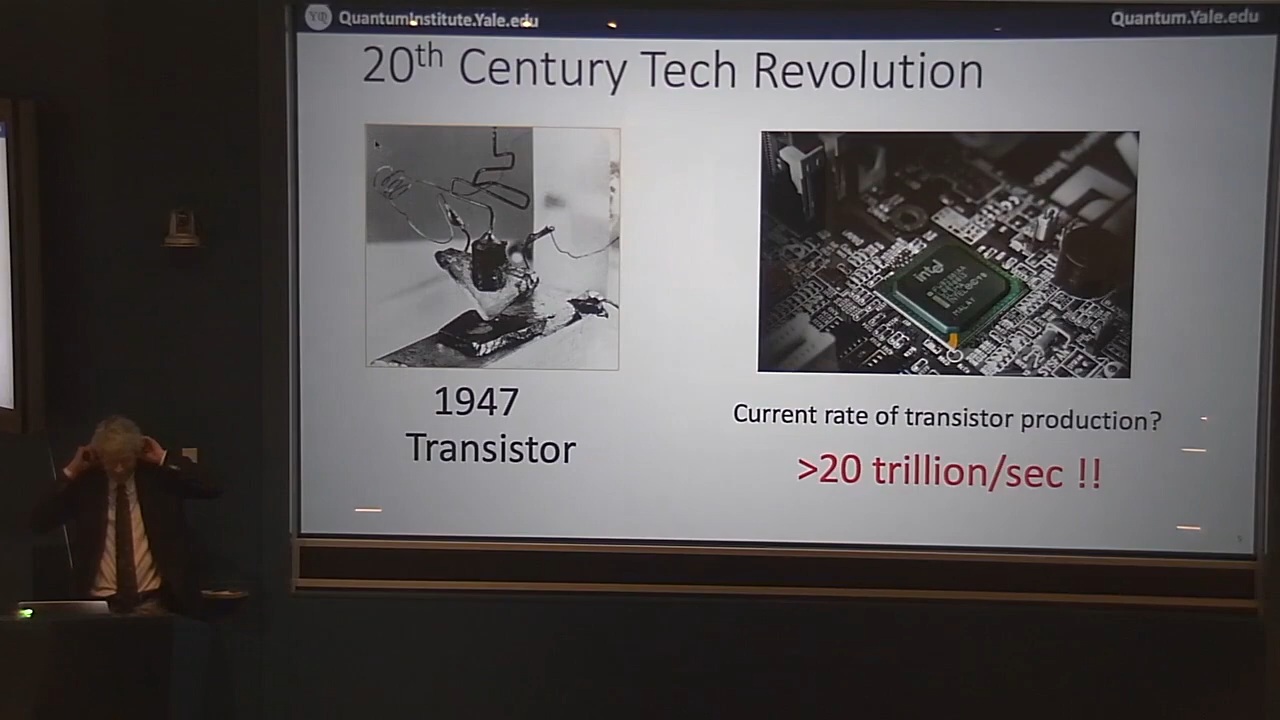 QuantumInstitute.Yale.edu
Quantum.Yale.edu
20th Century Tech Revolution
1947
Transistor
intel
MALAY
Current rate of transistor production?
>20 trillion/sec !!